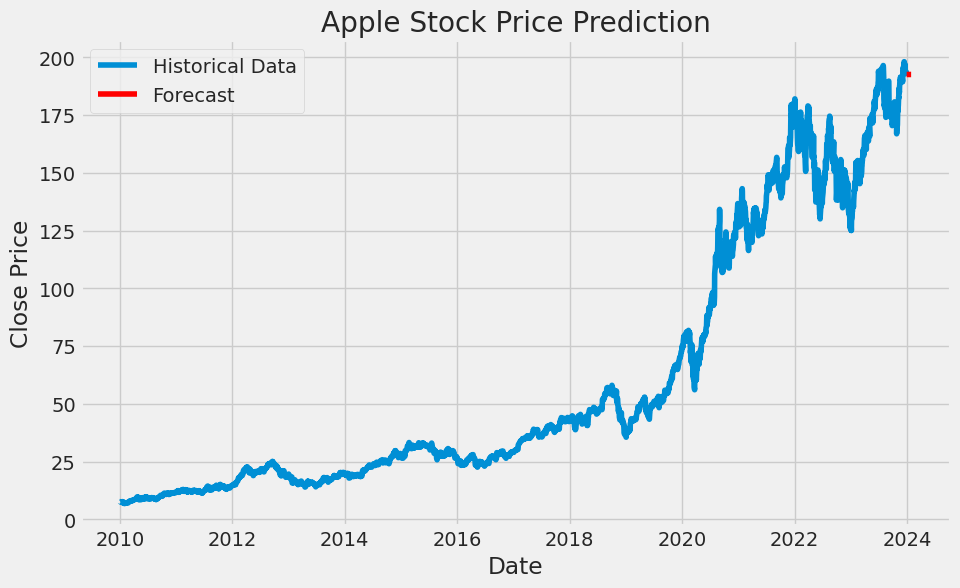 Apple Stock Price Prediction
Historical Data
Forecast
Close Price
200
175
150
125
100
75
50
25
0
2010 2012 2014 2016 2018 2020 2022 2024
Date